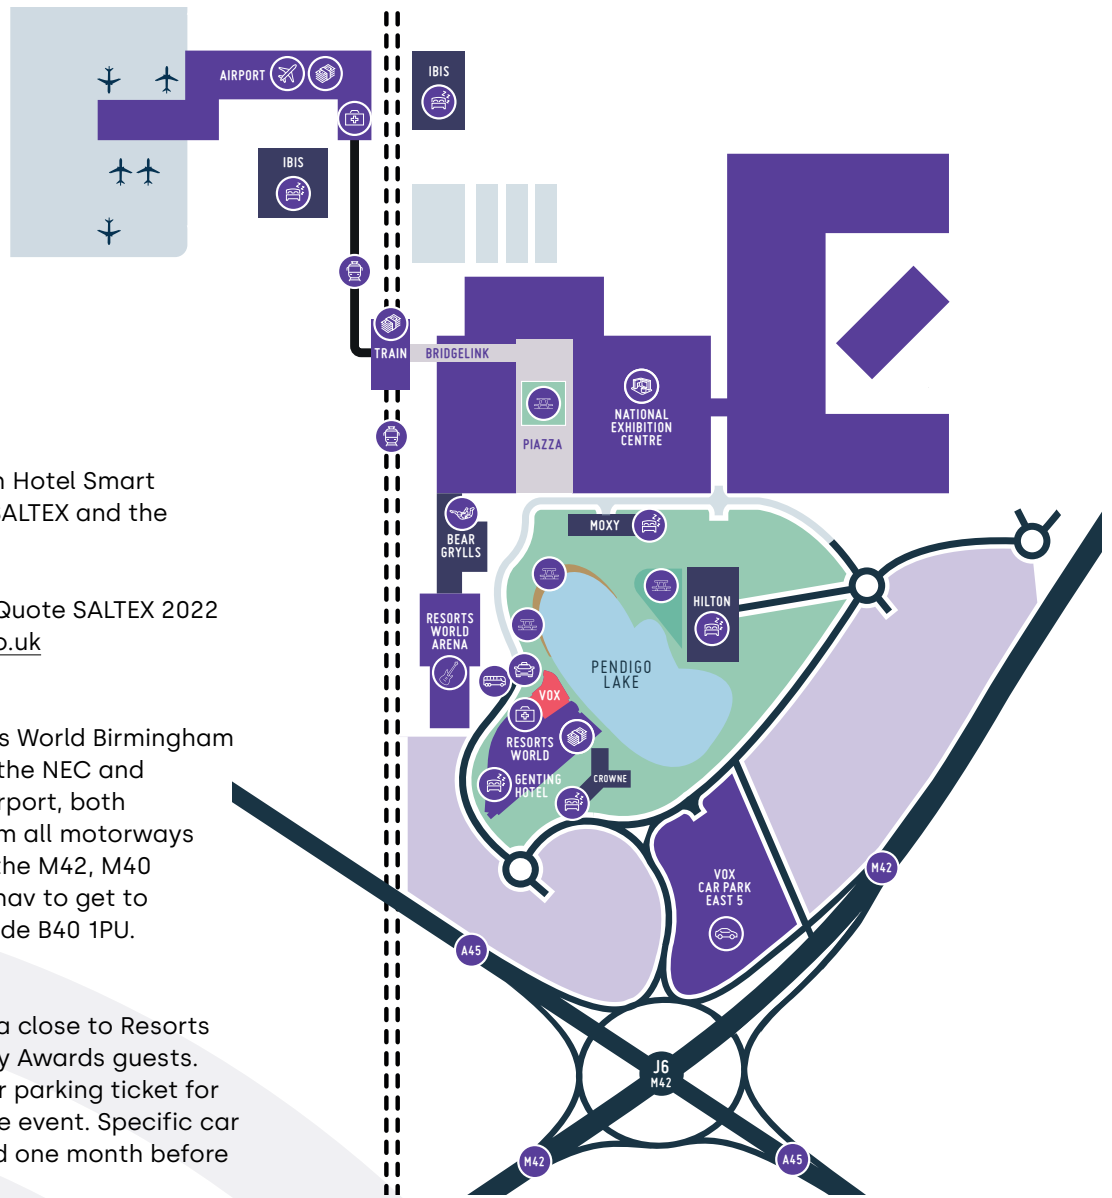 AIRPORT
IBIS
IBIS
TRAIN
BRIDGELINK
NATIONAL
EXHIBITION
CENTRE
PIAZZA
n Hotel Smart
SALTEX and the
MOXY
BEAR
GRYLLS
Quote SALTEX 2022
o.uk
HILTON
RESORTS
WORLD
ARENA
PENDIGO
LAKE
VOX
s World Birmingham
the NEC and
rport, both
m all motorways
the M42, M40
nav to get to
de B40 1PU.
RESORTS
WORLD
GENTING
HOTEL
CROWNE
VOX
CAR PARK
EAST 5
M42
A45
a close to Resorts
y Awards guests.
r parking ticket for
e event. Specific car
d one month before
J6
M42
M42
A45